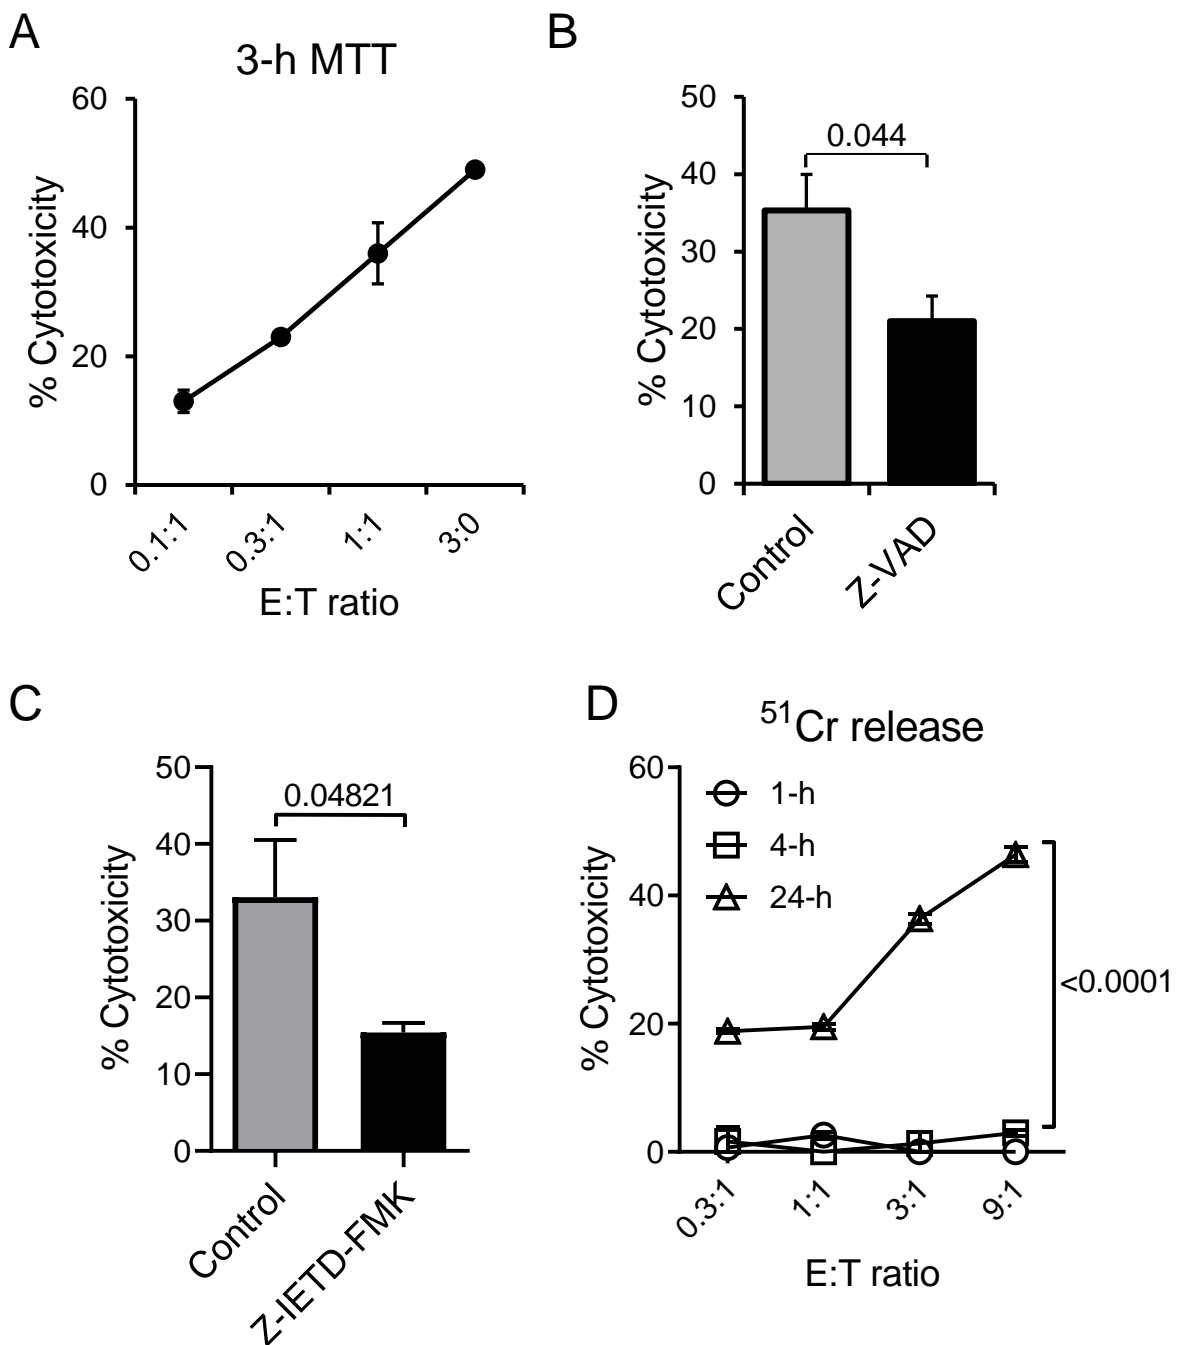 A
3-h MTT
60
40
20
0
% Cytotoxicity
0.1:1
0.3:1
1:1
3:0
E:T ratio
B
50
40
30
20
10
0
% Cytotoxicity
0.044
Control
Z-VAD
C
50
40
30
20
10
0
% Cytotoxicity
0.04821
Control
Z-IETD-FMK
D
51Cr release
60
40
20
0
% Cytotoxicity
1-h
4-h
24-h
<0.0001
0.3:1
1:1
3:1
9:1
E:T ratio